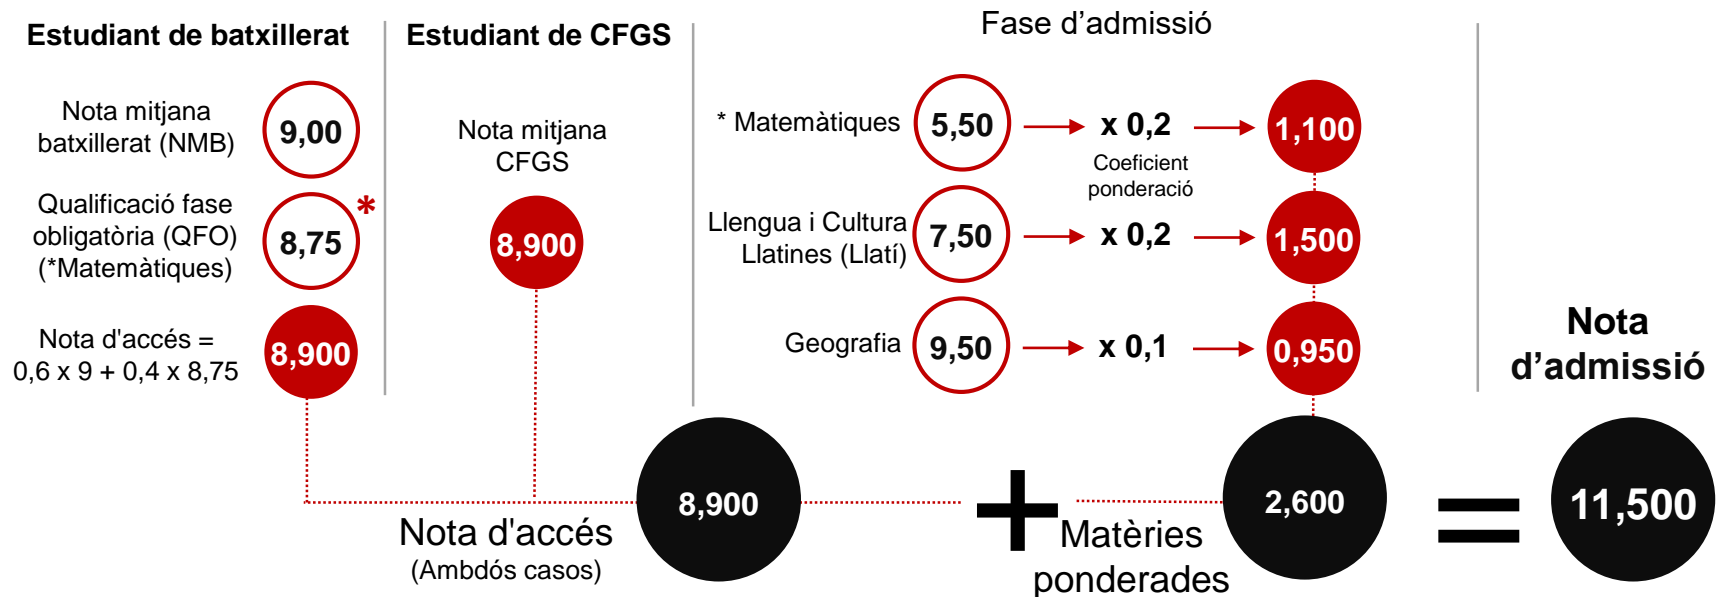 Estudiant de batxillerat
Nota mitjana
batxillerat (NMB)
9,00
Qualificació fase
obligatòria (QFO)
(*Matemàtiques)
8,75
*
Nota d'accés =
0,6 x 9 + 0,4 x 8,75
8,900
Estudiant de CFGS
Nota mitjana
CFGS
8,900
Fase d’admissió
* Matemàtiques
5,50
x 0,2
1,100
Coeficient
ponderació
Llengua i Cultura
Llatines (Llatí)
7,50
x 0,2
1,500
Geografia
9,50
x 0,1
0,950
Nota
d’admissió
Nota d'accés
(Ambdós casos)
8,900
+
Matèries
ponderades
2,600
=
11,500